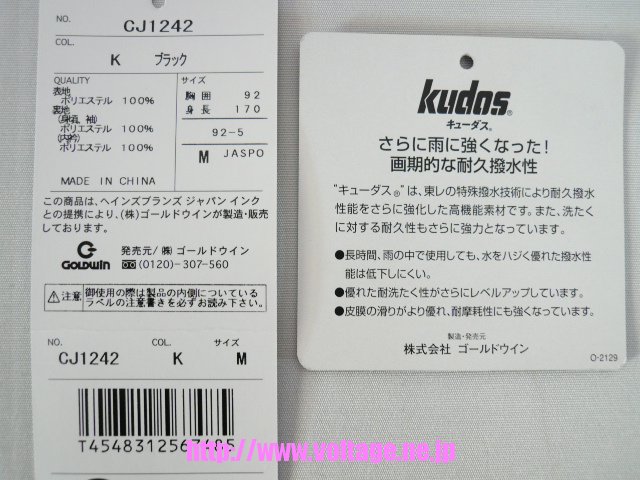 NO.
CJ1242
COL.
K ブラック
QUALITY
表地
ポリエステル 100%
裏地
(身頃, 袖)
ポリエステル 100%
(内衿)
ポリエステル 100%
サイズ
胸囲 92
身長 170
92-5
M JASPO
MADE IN CHINA
この商品は、ヘインズブランズ ジャパン インク
との提携により、(株)ゴールドウインが製造・販売
しております。
GOLDWIN
発売元/(株)ゴールドウイン
(0120)-307-560
注意 御使用の際は製品の内側についている
ラベルの注意書きを必ずお読み下さい。
NO. COL. サイズ
CJ1242 K M
http://www.voltage.ne.jp
kudos®
キューダス®
さらに雨に強くなった!
画期的な耐久撥水性
"キューダス®"は、東レの特殊撥水技術により耐久撥水
性能をさらに強化した高機能素材です。また、洗たく
に対する耐久性もさらに強力となっています。
●長時間、雨の中で使用しても、水をハジく優れた撥水性
能は低下しにくい。
●優れた耐洗たく性がさらにレベルアップしています。
●皮膜の滑りがより優れ、耐摩耗性にも強くなっています。
製造・発売元
株式会社 ゴールドウイン
O-2129